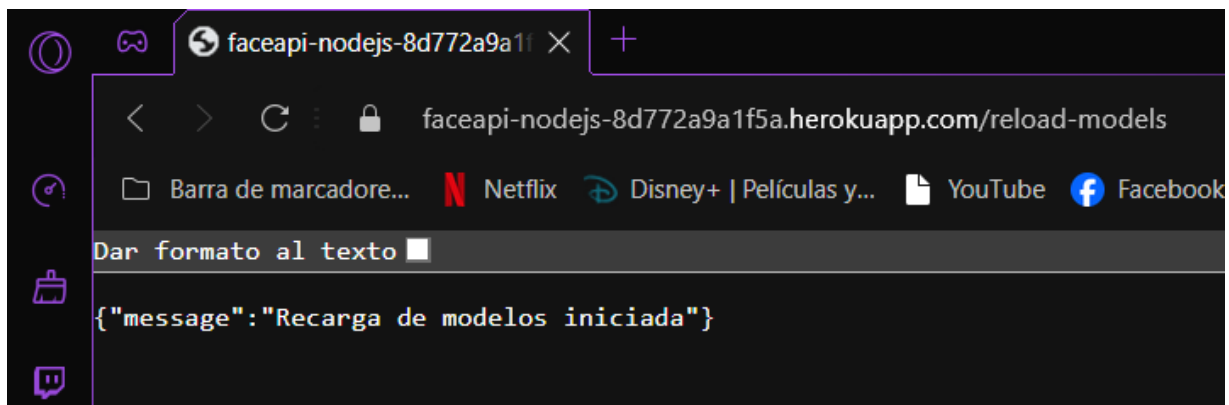 faceapi-nodejs-8d772a9a1f
faceapi-nodejs-8d772a9a1f5a.herokuapp.com/reload-models
Barra de marcadore... Netflix Disney+ | Películas y... YouTube Facebook
Dar formato al texto
{"message":"Recarga de modelos iniciada"}